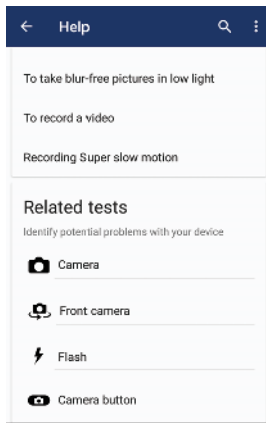 Help
To take blur-free pictures in low light
To record a video
Recording Super slow motion
Related tests
Identify potential problems with your device
Camera
Front camera
Flash
Camera button